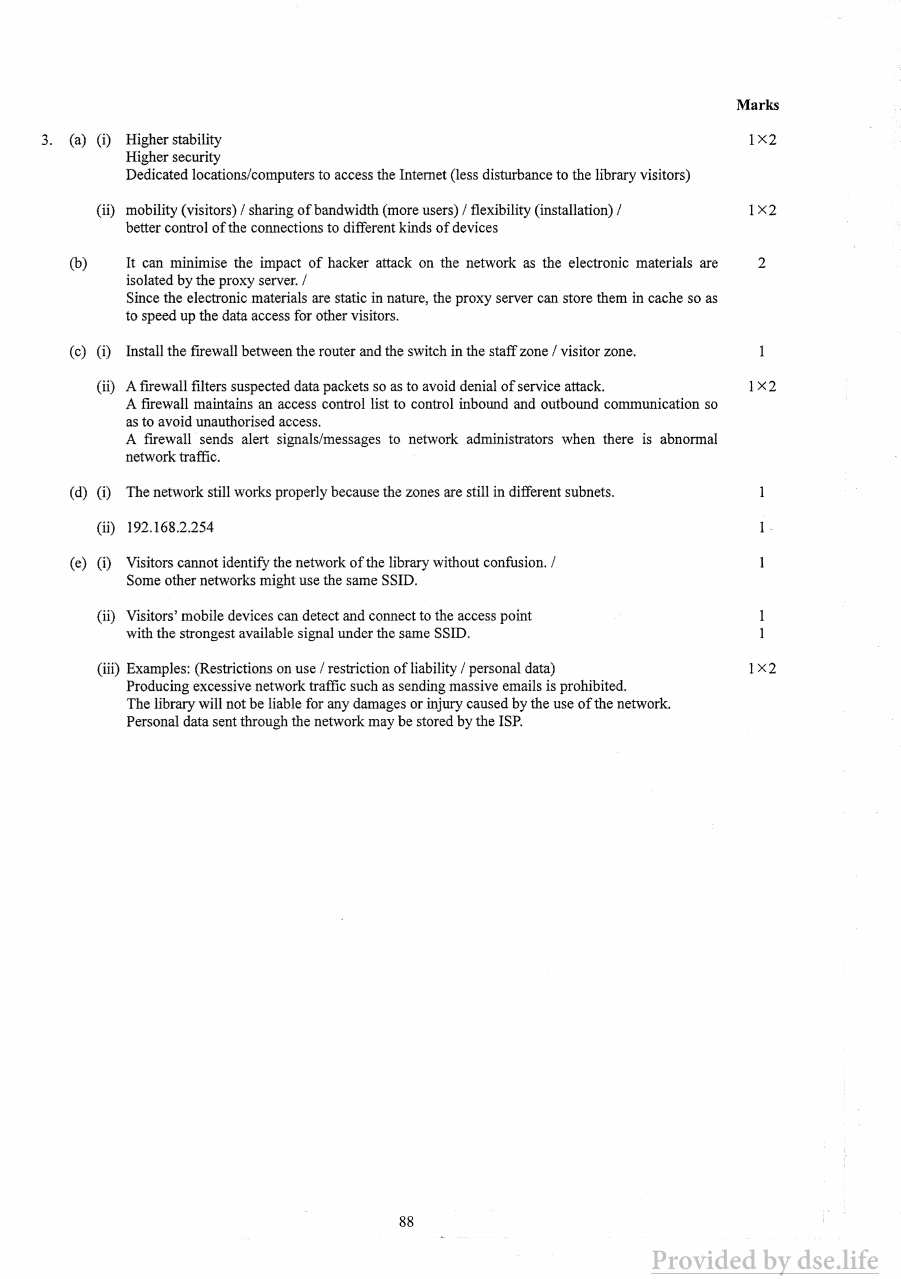 Marks
3. (a) (i) Higher stability 1×2
Higher security
Dedicated locations/computers to access the Internet (less disturbance to the library visitors)
(ii) mobility (visitors) / sharing of bandwidth (more users) / flexibility (installation) / 1×2
better control of the connections to different kinds of devices
(b) It can minimise the impact of hacker attack on the network as the electronic materials are 2
isolated by the proxy server. /
Since the electronic materials are static in nature, the proxy server can store them in cache so as
to speed up the data access for other visitors.
(c) (i) Install the firewall between the router and the switch in the staff zone / visitor zone. 1
(ii) A firewall filters suspected data packets so as to avoid denial of service attack. 1×2
A firewall maintains an access control list to control inbound and outbound communication so
as to avoid unauthorised access.
A firewall sends alert signals/messages to network administrators when there is abnormal
network traffic.
(d) (i) The network still works properly because the zones are still in different subnets. 1
(ii) 192.168.2.254 1
(e) (i) Visitors cannot identify the network of the library without confusion. / 1
Some other networks might use the same SSID.
(ii) Visitors' mobile devices can detect and connect to the access point 1
with the strongest available signal under the same SSID. 1
(iii) Examples: (Restrictions on use / restriction of liability / personal data) 1×2
Producing excessive network traffic such as sending massive emails is prohibited.
The library will not be liable for any damages or injury caused by the use of the network.
Personal data sent through the network may be stored by the ISP.
88
Provided by dse.life